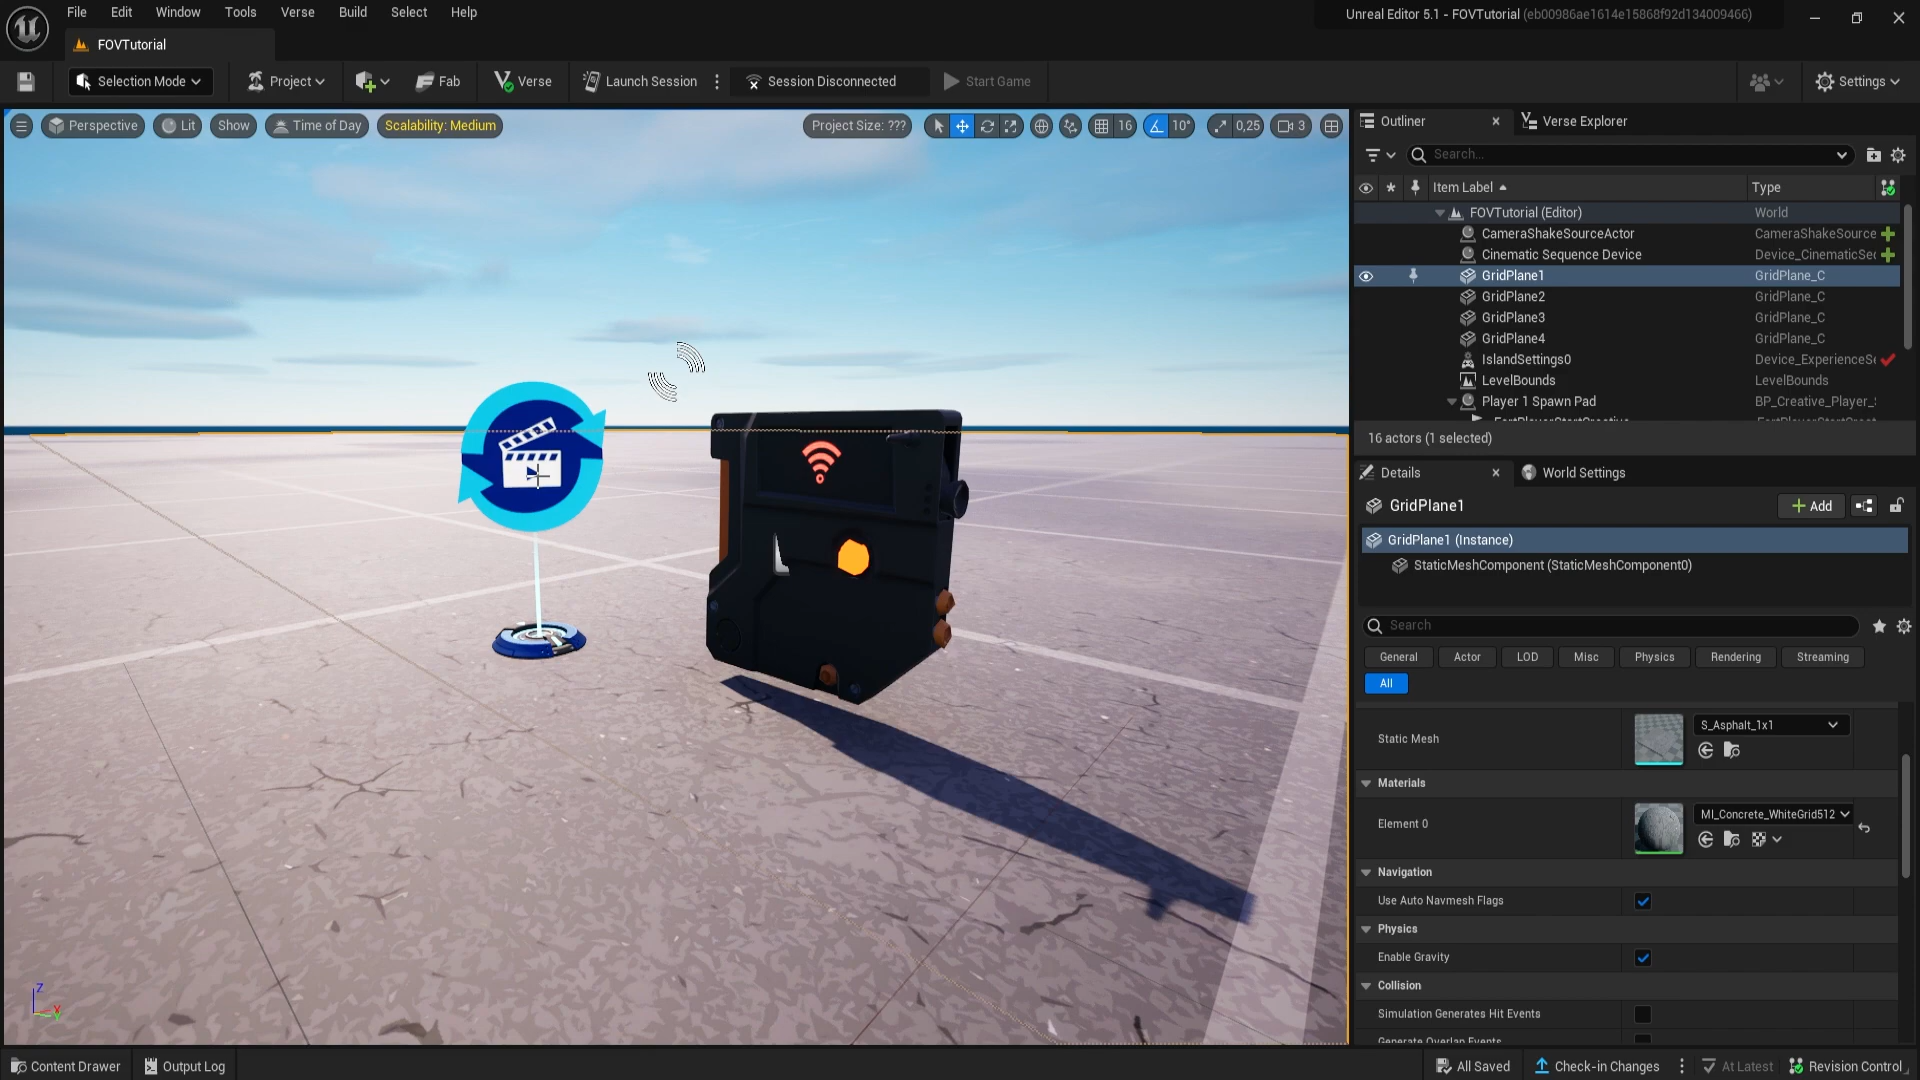 File Edit Window Tools Verse Build Select Help
Unreal Editor 5.1 - FOVTutorial (eb00986ae1614e15868f92d134009466)
FOVTutorial
Selection Mode Project Fab Verse Launch Session Session Disconnected Start Game Settings
Perspective Lit Show Time of Day Scalability: Medium Project Size: ??? 16 10° 0,25 3
Outliner Verse Explorer
Search...
Item Label Type
FOVTutorial (Editor) World
CameraShakeSourceActor CameraShakeSource
Cinematic Sequence Device Device_CinematicSe
GridPlane1 GridPlane_C
GridPlane2 GridPlane_C
GridPlane3 GridPlane_C
GridPlane4 GridPlane_C
IslandSettings0 Device_ExperienceSe
LevelBounds LevelBounds
Player 1 Spawn Pad BP_Creative_Player_
16 actors (1 selected)
Details World Settings
GridPlane1 Add
GridPlane1 (Instance)
StaticMeshComponent (StaticMeshComponent0)
Search
General Actor LOD Misc Physics Rendering Streaming
All
Static Mesh S_Asphalt_1x1
Materials
Element 0 MI_Concrete_WhiteGrid512
Navigation
Use Auto Navmesh Flags
Physics
Enable Gravity
Collision
Simulation Generates Hit Events
Generate Overlap Events
Z
Content Drawer Output Log All Saved Check-in Changes At Latest Revision Control